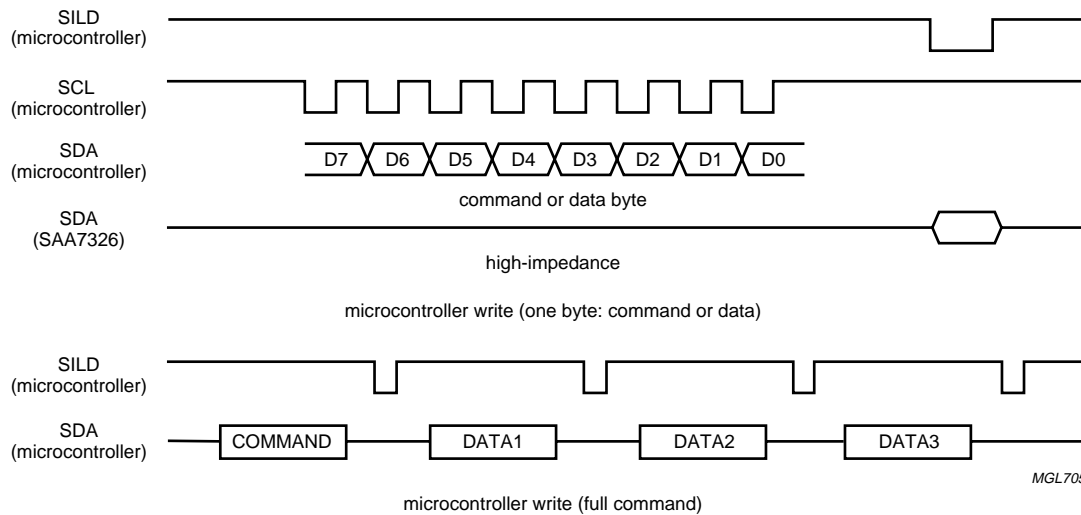 SILD
(microcontroller)
SCL
(microcontroller)
SDA
(microcontroller)
D7 D6 D5 D4 D3 D2 D1 D0
command or data byte
SDA
(SAA7326)
high-impedance
microcontroller write (one byte: command or data)
SILD
(microcontroller)
SDA
(microcontroller)
COMMAND DATA1 DATA2 DATA3
MGL705
microcontroller write (full command)